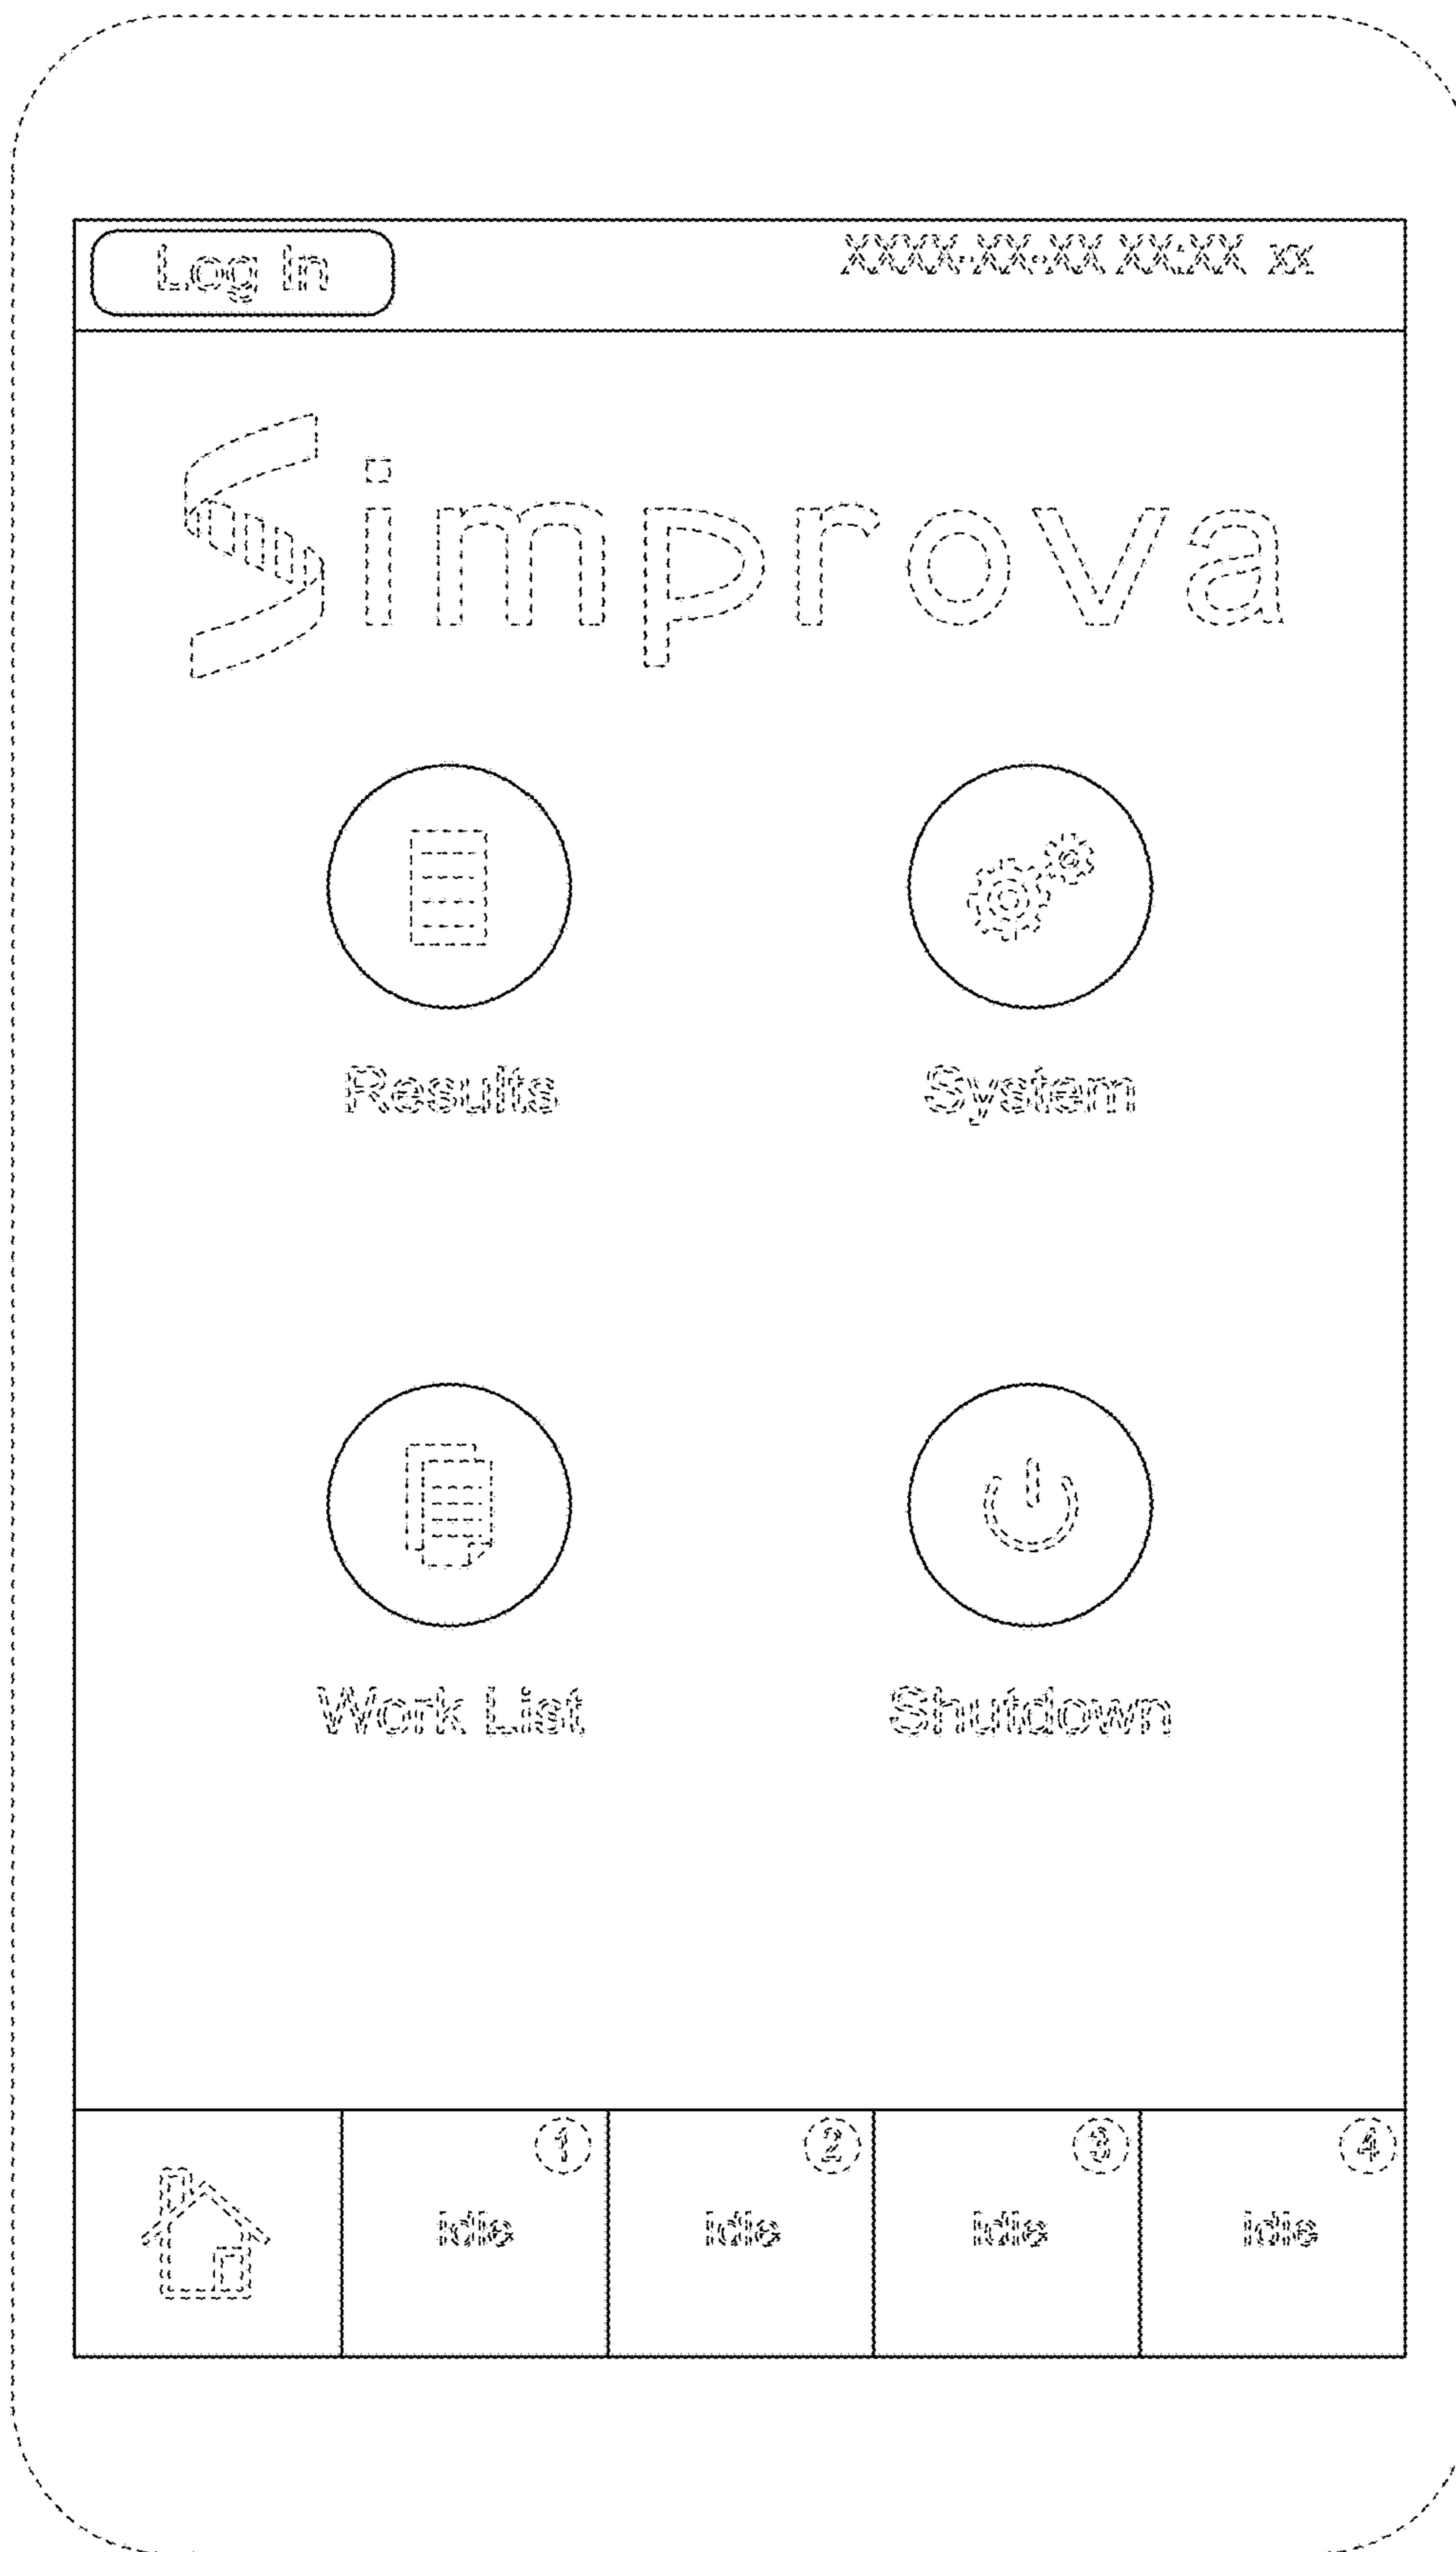 Log In XXXX-XX-XX XX:XX xx
Simprova
Results System
Work List Shutdown
1 2 3 4
Idle Idle Idle Idle